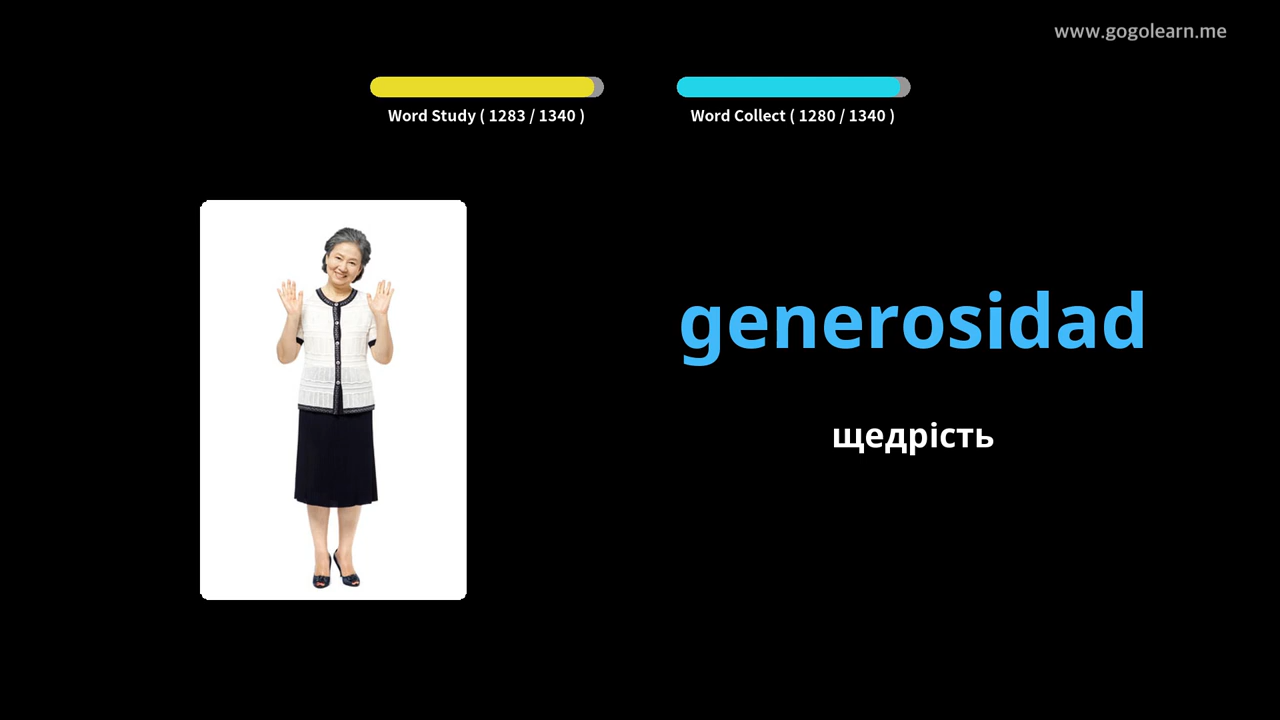 www.gogolearn.me
Word Study ( 1283 / 1340 )
Word Collect ( 1280 / 1340 )
generosidad
щедрість